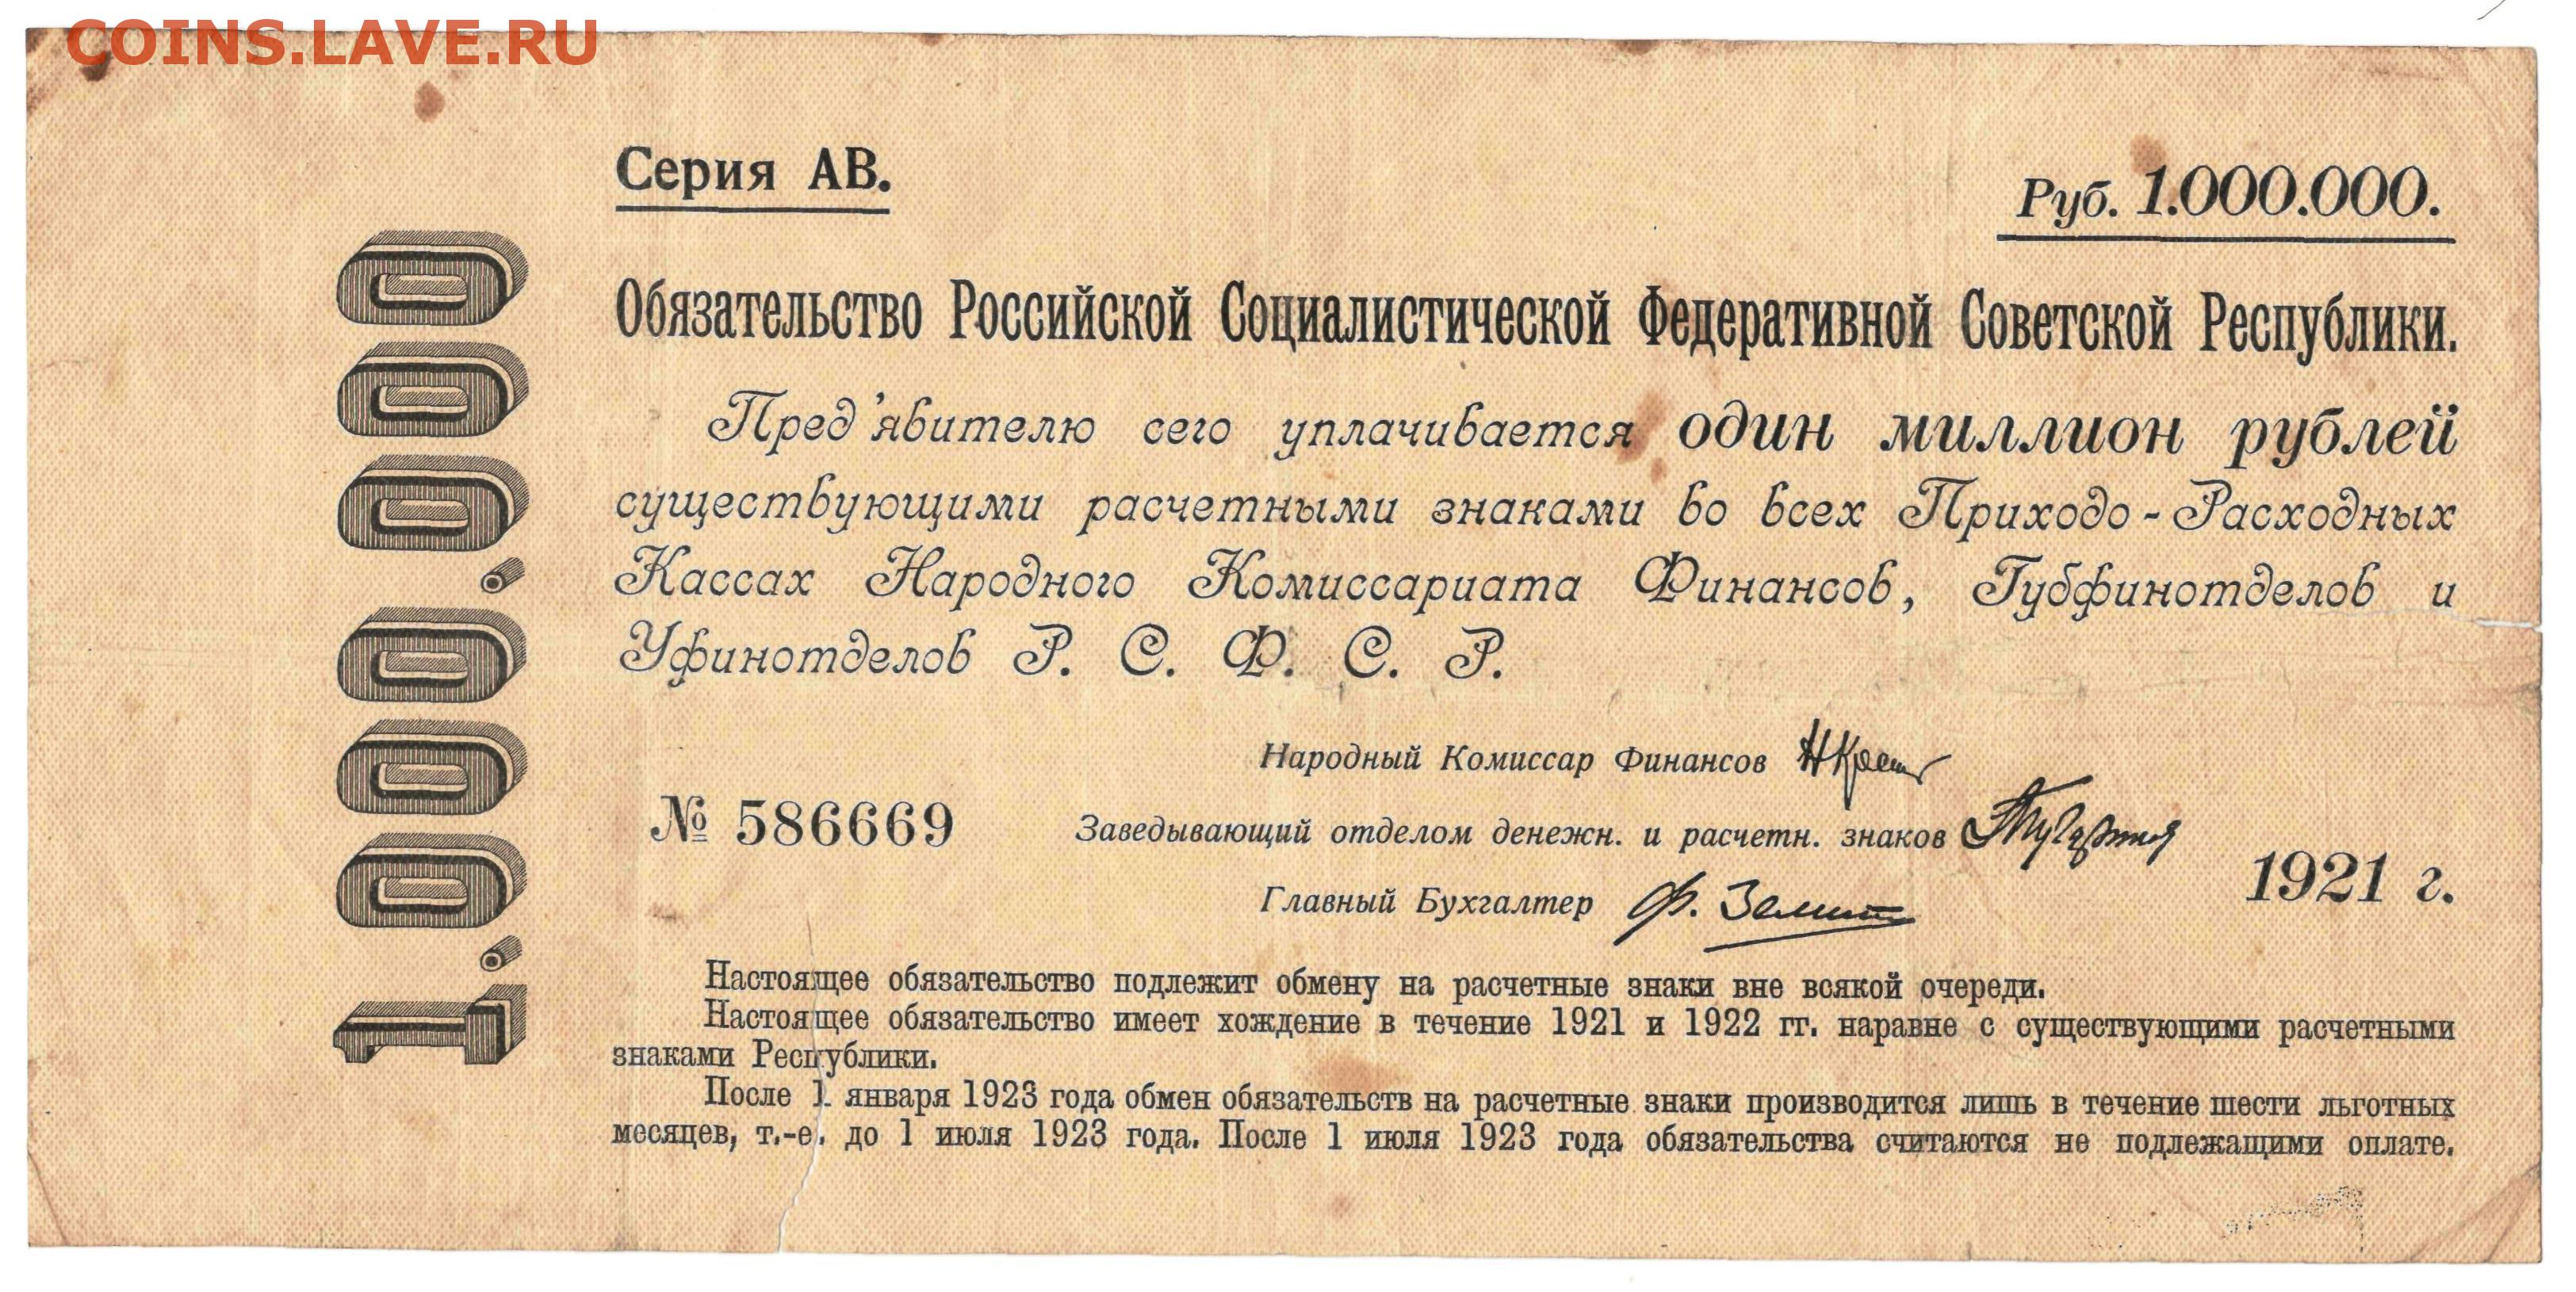 COINS.LAVE.RU
Серия АВ.
Руб. 1.000.000.
1.000.000
Обязательство Российской Социалистической Федеративной Советской Республики.
Пред'явителю сего уплачивается один миллион рублей
существующими расчетными знаками во всех Приходо-Расходных
Кассах Народного Комиссариата Финансов, Губфинотделов и
Уфинотделов Р. С. Ф. С. Р.
Народный Комиссар Финансов
№ 586669
Заведывающий отделом денежн. и расчетн. знаков
1921 г.
Главный Бухгалтер Ф.
Настоящее обязательство подлежит обмену на расчетные знаки вне всякой очереди.
Настоящее обязательство имеет хождение в течение 1921 и 1922 гг. наравне с существующими расчетными
знаками Республики.
После 1 января 1923 года обмен обязательств на расчетные знаки производится лишь в течение шести льготных
месяцев, т.-е. до 1 июля 1923 года. После 1 июля 1923 года обязательства считаются не подлежащими оплате.